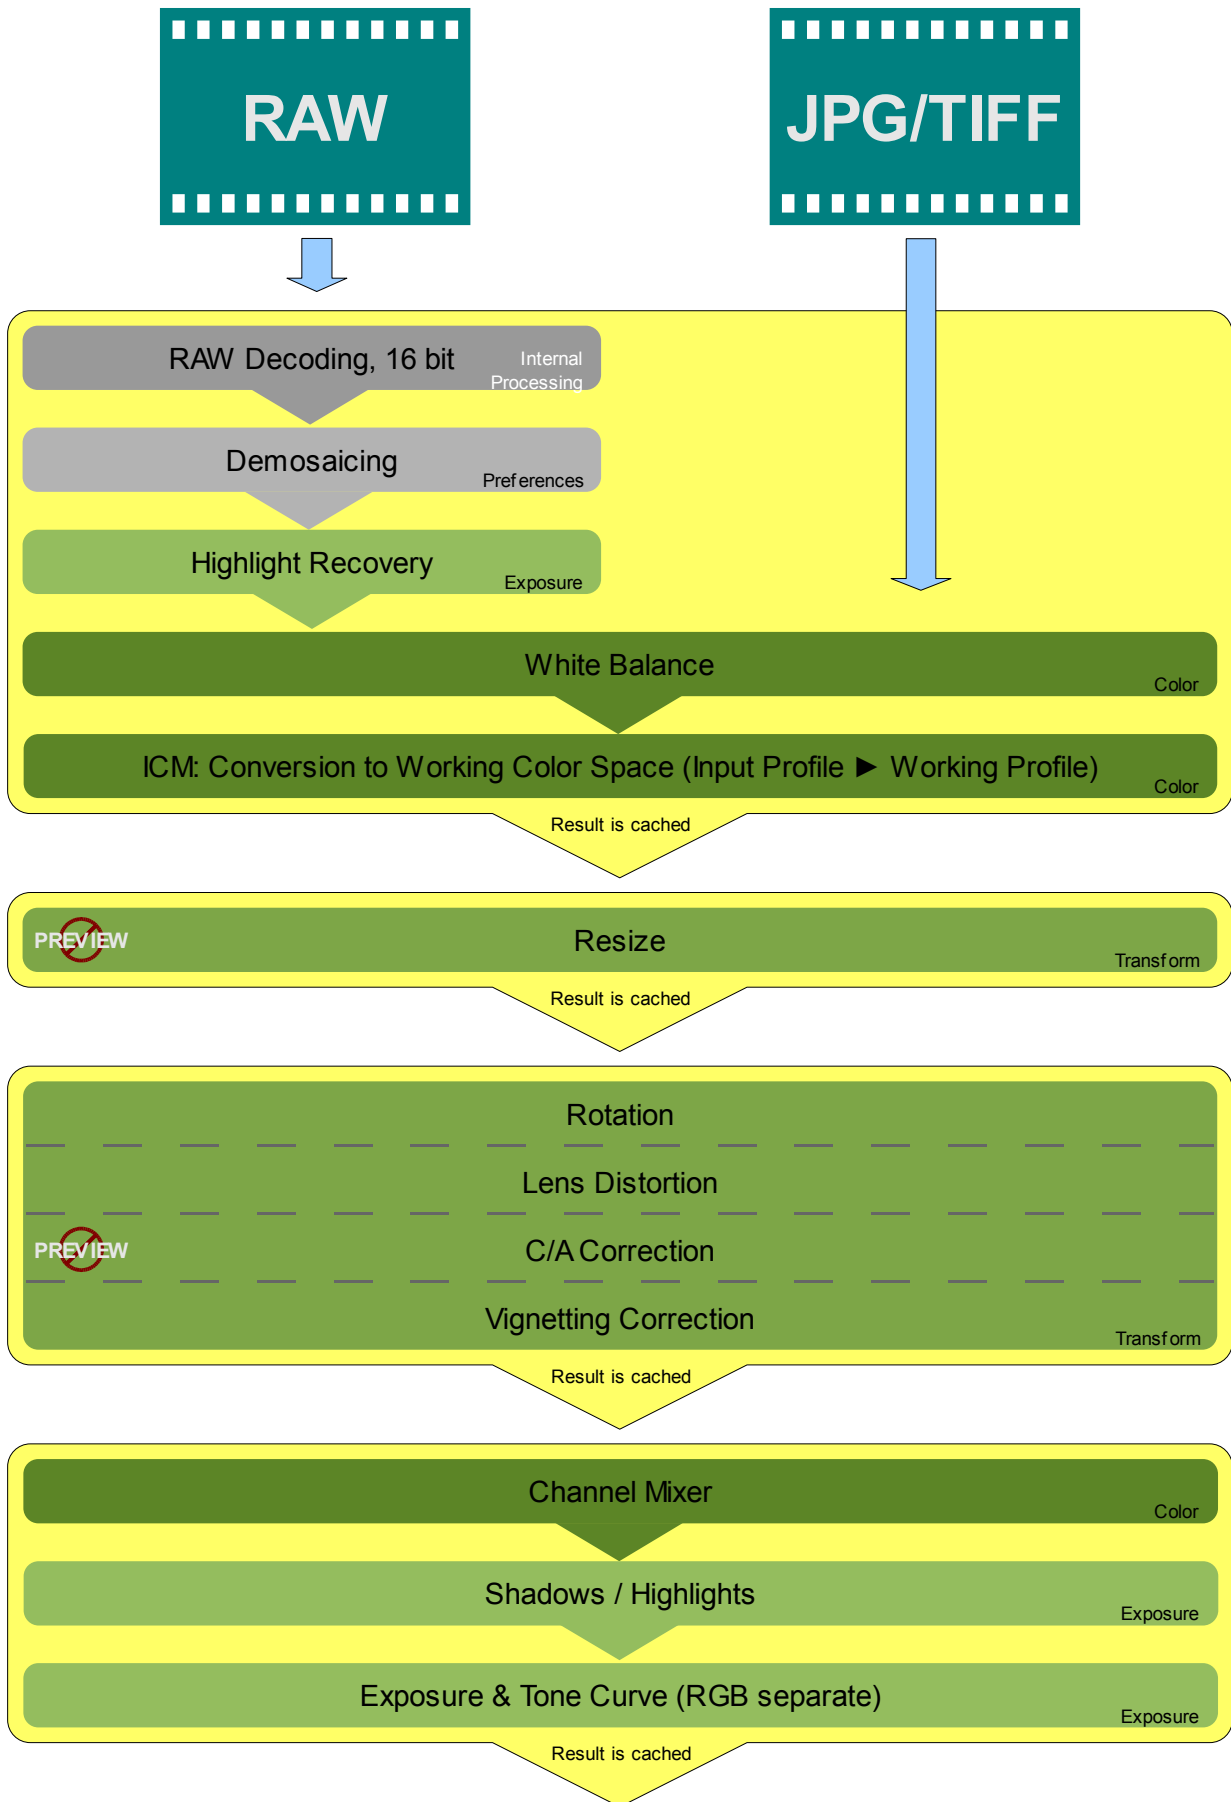 RAW
JPG/TIFF
RAW Decoding, 16 bit
Internal
Processing
Demosaicing
Preferences
Highlight Recovery
Exposure
White Balance
Color
ICM: Conversion to Working Color Space (Input Profile ► Working Profile)
Color
Result is cached
PREVIEW
Resize
Transform
Result is cached
Rotation
Lens Distortion
PREVIEW
C/A Correction
Vignetting Correction
Transform
Result is cached
Channel Mixer
Color
Shadows / Highlights
Exposure
Exposure & Tone Curve (RGB separate)
Exposure
Result is cached